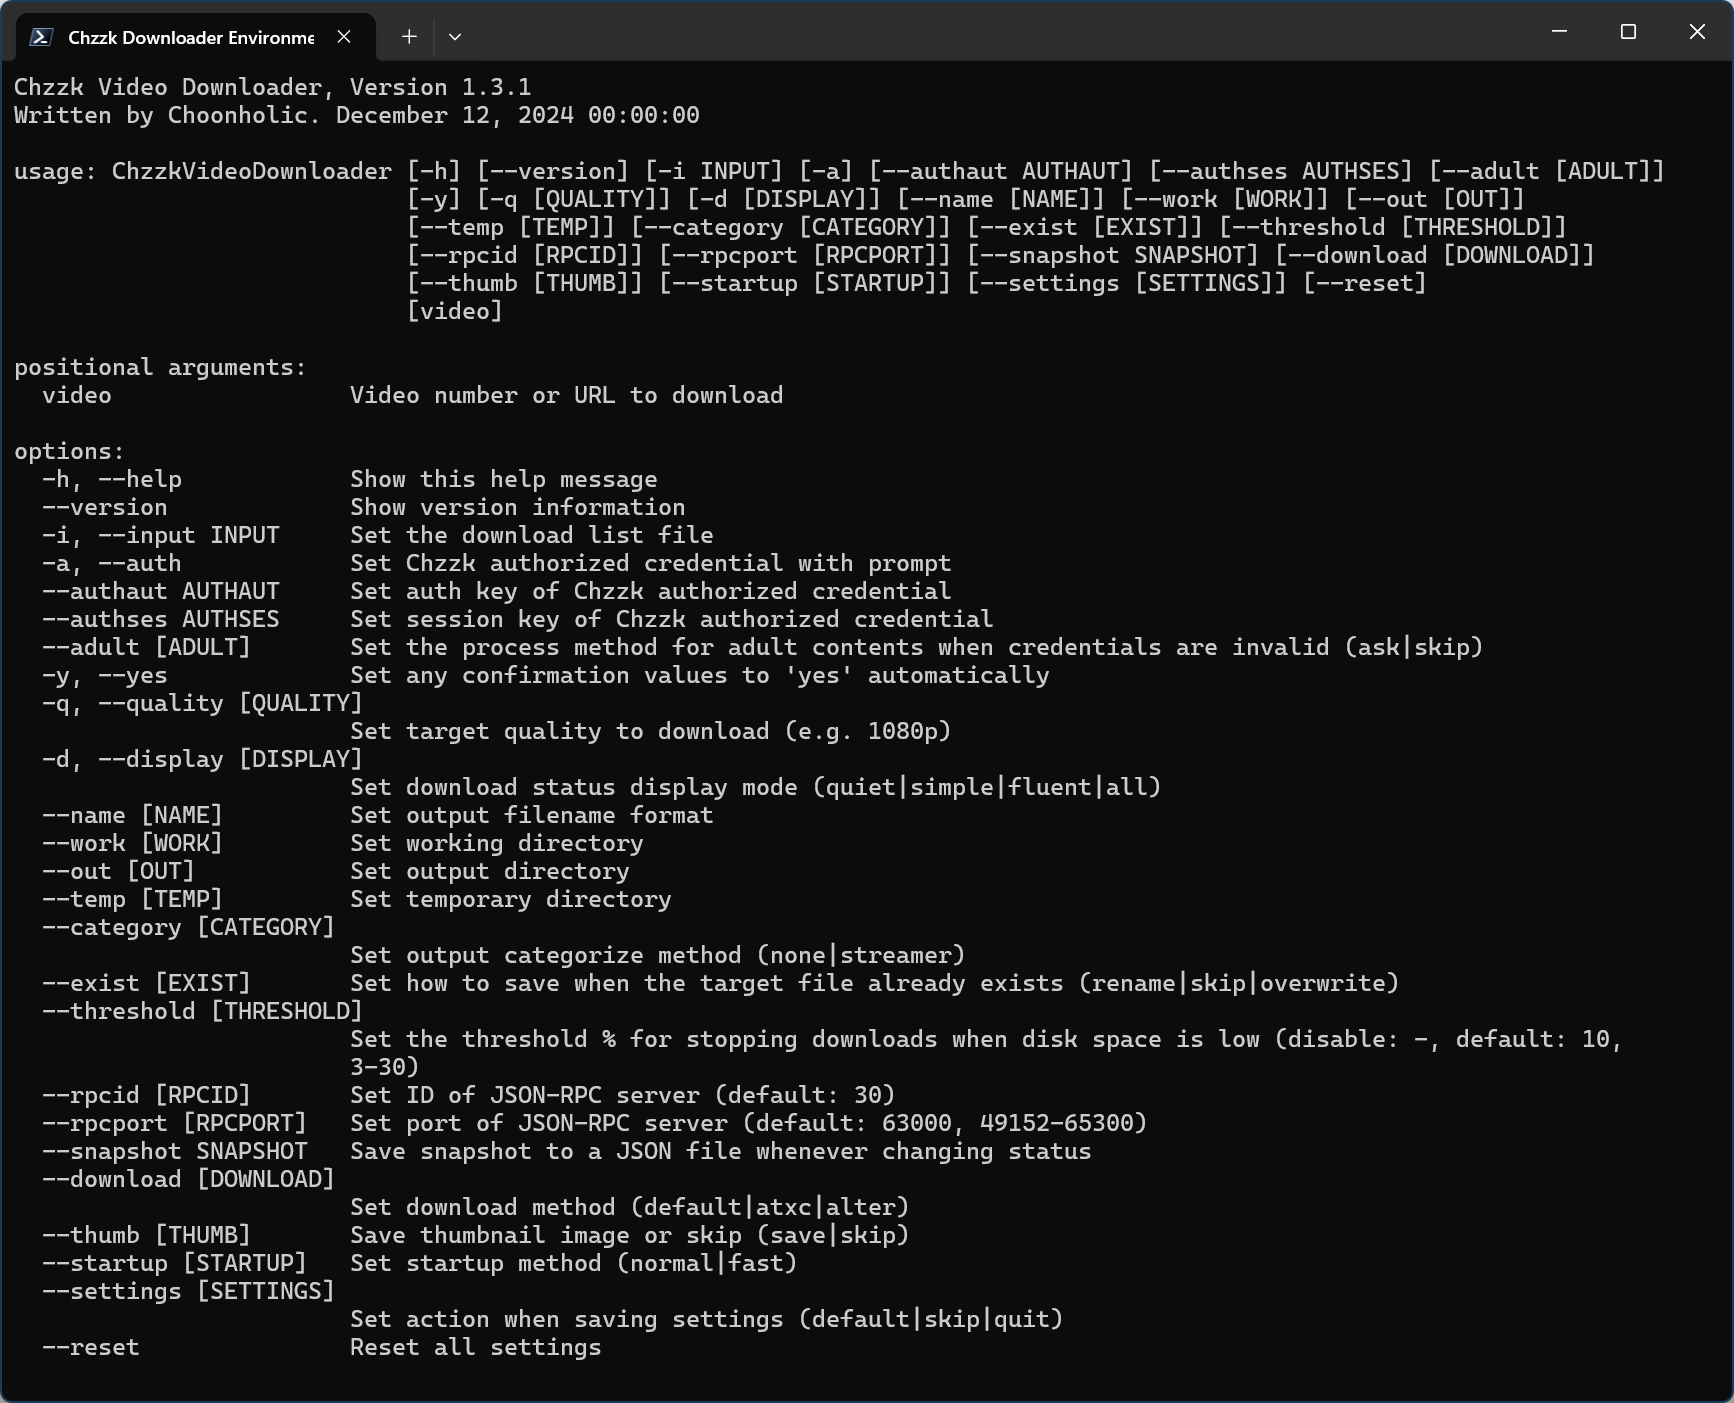 Chzzk Downloader Environme
Chzzk Video Downloader, Version 1.3.1
Written by Choonholic. December 12, 2024 00:00:00
usage: ChzzkVideoDownloader [-h] [--version] [-i INPUT] [-a] [--authaut AUTHAUT] [--authses AUTHSES] [--adult [ADULT]]
[-y] [-q [QUALITY]] [-d [DISPLAY]] [--name [NAME]] [--work [WORK]] [--out [OUT]]
[--temp [TEMP]] [--category [CATEGORY]] [--exist [EXIST]] [--threshold [THRESHOLD]]
[--rpcid [RPCID]] [--rpcport [RPCPORT]] [--snapshot SNAPSHOT] [--download [DOWNLOAD]]
[--thumb [THUMB]] [--startup [STARTUP]] [--settings [SETTINGS]] [--reset]
[video]
positional arguments:
video Video number or URL to download
options:
-h, --help Show this help message
--version Show version information
-i, --input INPUT Set the download list file
-a, --auth Set Chzzk authorized credential with prompt
--authaut AUTHAUT Set auth key of Chzzk authorized credential
--authses AUTHSES Set session key of Chzzk authorized credential
--adult [ADULT] Set the process method for adult contents when credentials are invalid (ask|skip)
-y, --yes Set any confirmation values to 'yes' automatically
-q, --quality [QUALITY]
Set target quality to download (e.g. 1080p)
-d, --display [DISPLAY]
Set download status display mode (quiet|simple|fluent|all)
--name [NAME] Set output filename format
--work [WORK] Set working directory
--out [OUT] Set output directory
--temp [TEMP] Set temporary directory
--category [CATEGORY]
Set output categorize method (none|streamer)
--exist [EXIST] Set how to save when the target file already exists (rename|skip|overwrite)
--threshold [THRESHOLD]
Set the threshold % for stopping downloads when disk space is low (disable: -, default: 10,
3-30)
--rpcid [RPCID] Set ID of JSON-RPC server (default: 30)
--rpcport [RPCPORT] Set port of JSON-RPC server (default: 63000, 49152-65300)
--snapshot SNAPSHOT Save snapshot to a JSON file whenever changing status
--download [DOWNLOAD]
Set download method (default|atxc|alter)
--thumb [THUMB] Save thumbnail image or skip (save|skip)
--startup [STARTUP] Set startup method (normal|fast)
--settings [SETTINGS]
Set action when saving settings (default|skip|quit)
--reset Reset all settings